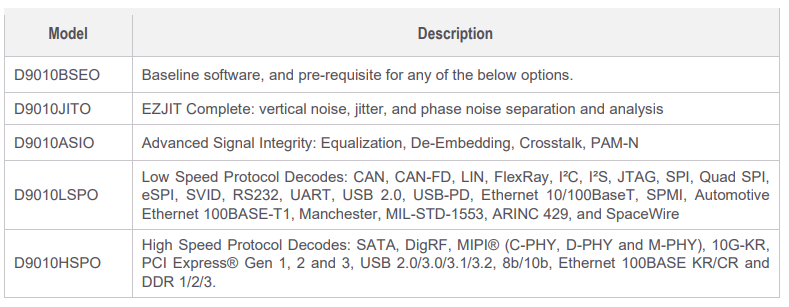 Model Description
D9010BSEO Baseline software, and pre-requisite for any of the below options.
D9010JITO EZJIT Complete: vertical noise, jitter, and phase noise separation and analysis
D9010ASIO Advanced Signal Integrity: Equalization, De-Embedding, Crosstalk, PAM-N
Low Speed Protocol Decodes: CAN, CAN-FD, LIN, FlexRay, I²C, I²S, JTAG, SPI, Quad SPI,
D9010LSPO eSPI, SVID, RS232, UART, USB 2.0, USB-PD, Ethernet 10/100BaseT, SPMI, Automotive
Ethernet 100BASE-T1, Manchester, MIL-STD-1553, ARINC 429, and SpaceWire
High Speed Protocol Decodes: SATA, DigRF, MIPI® (C-PHY, D-PHY and M-PHY), 10G-KR,
D9010HSPO PCI Express® Gen 1, 2 and 3, USB 2.0/3.0/3.1/3.2, 8b/10b, Ethernet 100BASE KR/CR and
DDR 1/2/3.